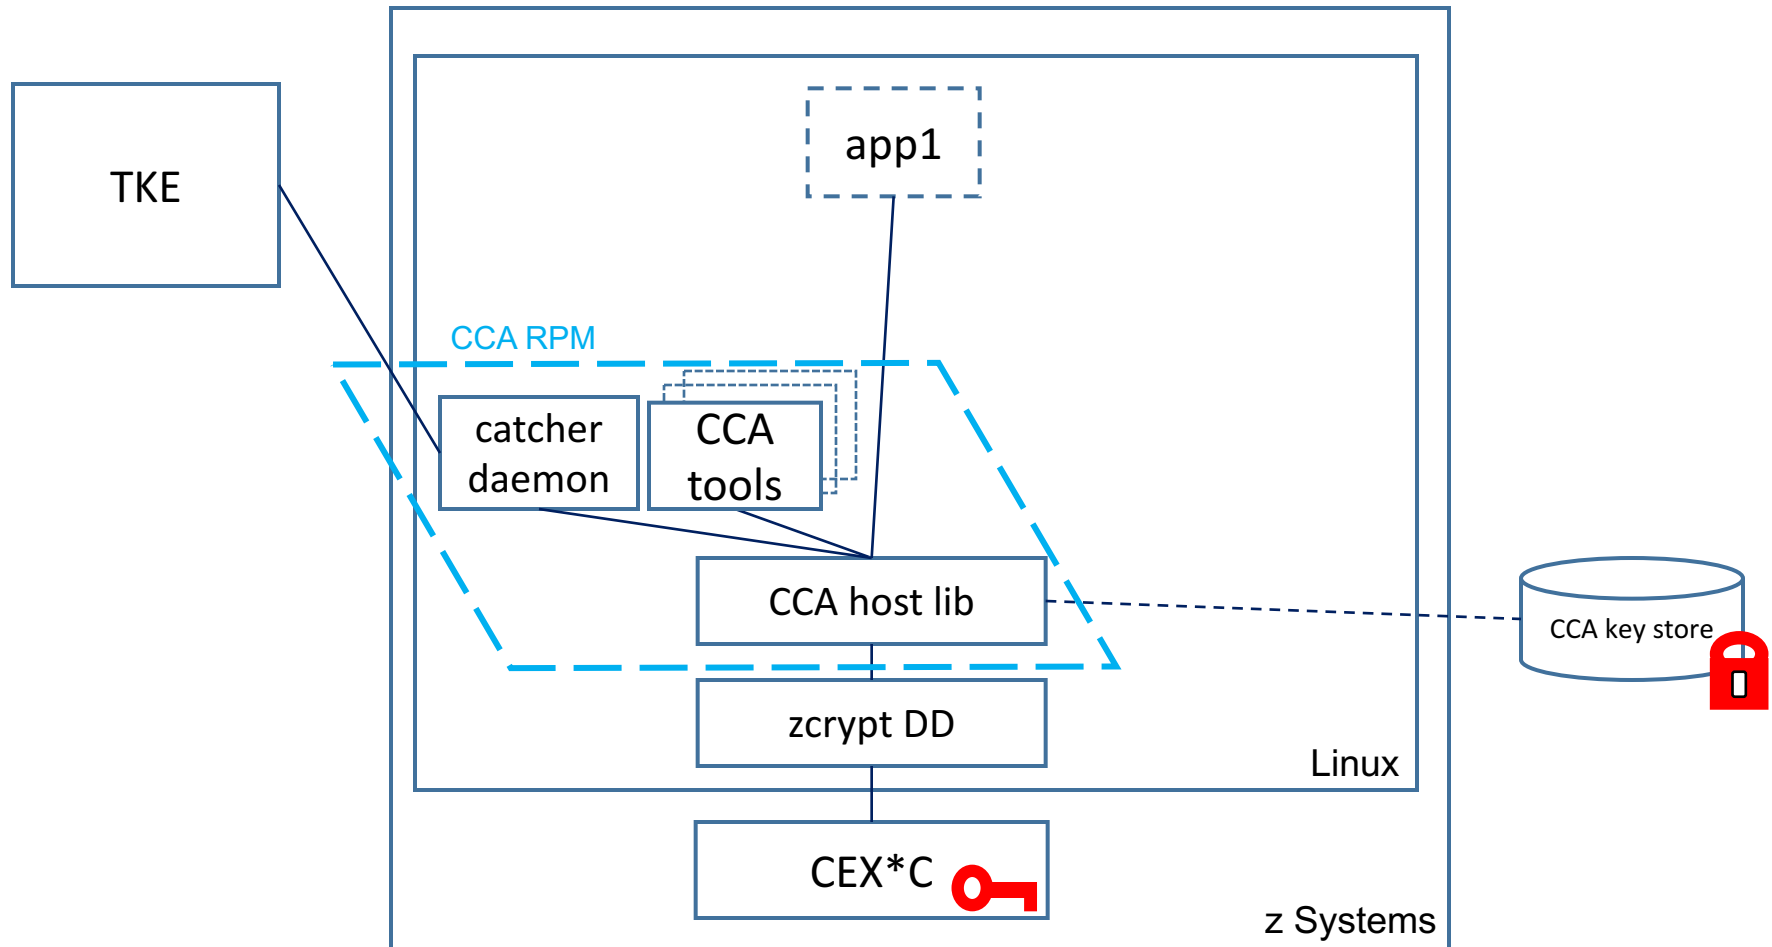 app1
TKE
CCA RPM
catcher
daemon
CCA
tools
CCA host lib
CCA key store
zcrypt DD
Linux
CEX*C
z Systems